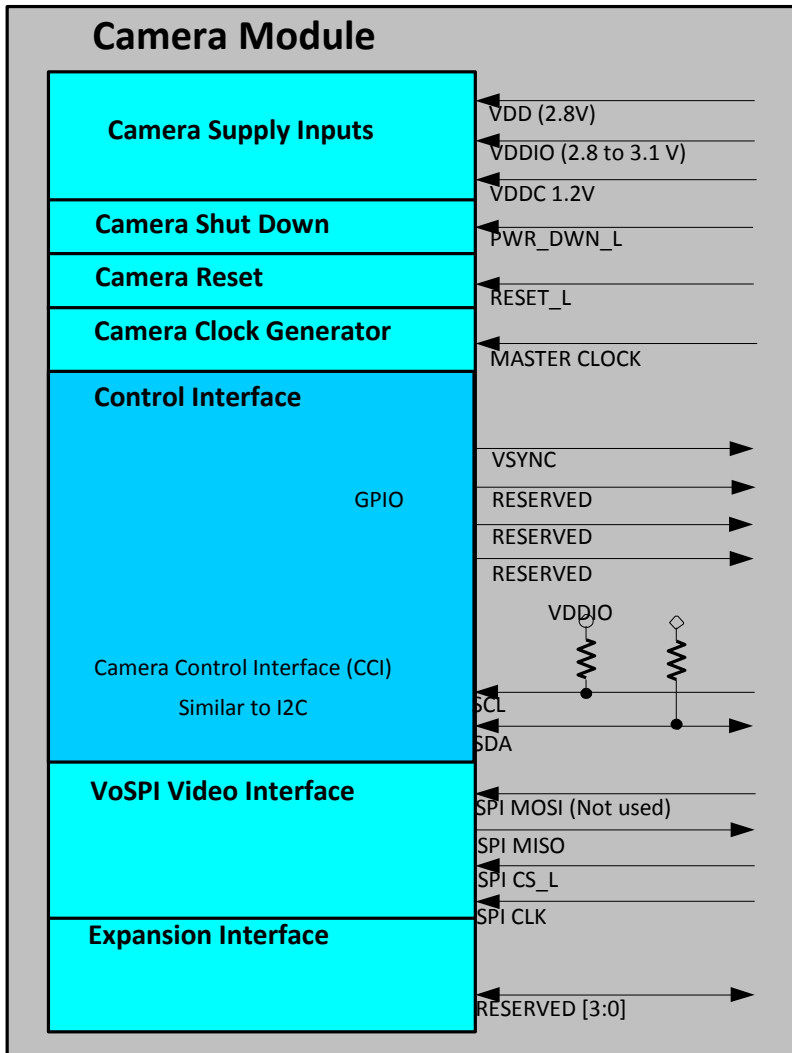 Camera Module
Camera Supply Inputs
VDD (2.8V)
VDDIO (2.8 to 3.1 V)
VDDC 1.2V
Camera Shut Down
PWR_DWN_L
Camera Reset
RESET_L
Camera Clock Generator
MASTER CLOCK
Control Interface
VSYNC
GPIO
RESERVED
RESERVED
RESERVED
VDDIO
Camera Control Interface (CCI)
Similar to I2C
SCL
SDA
VoSPI Video Interface
SPI MOSI (Not used)
SPI MISO
SPI CS_L
SPI CLK
Expansion Interface
RESERVED [3:0]